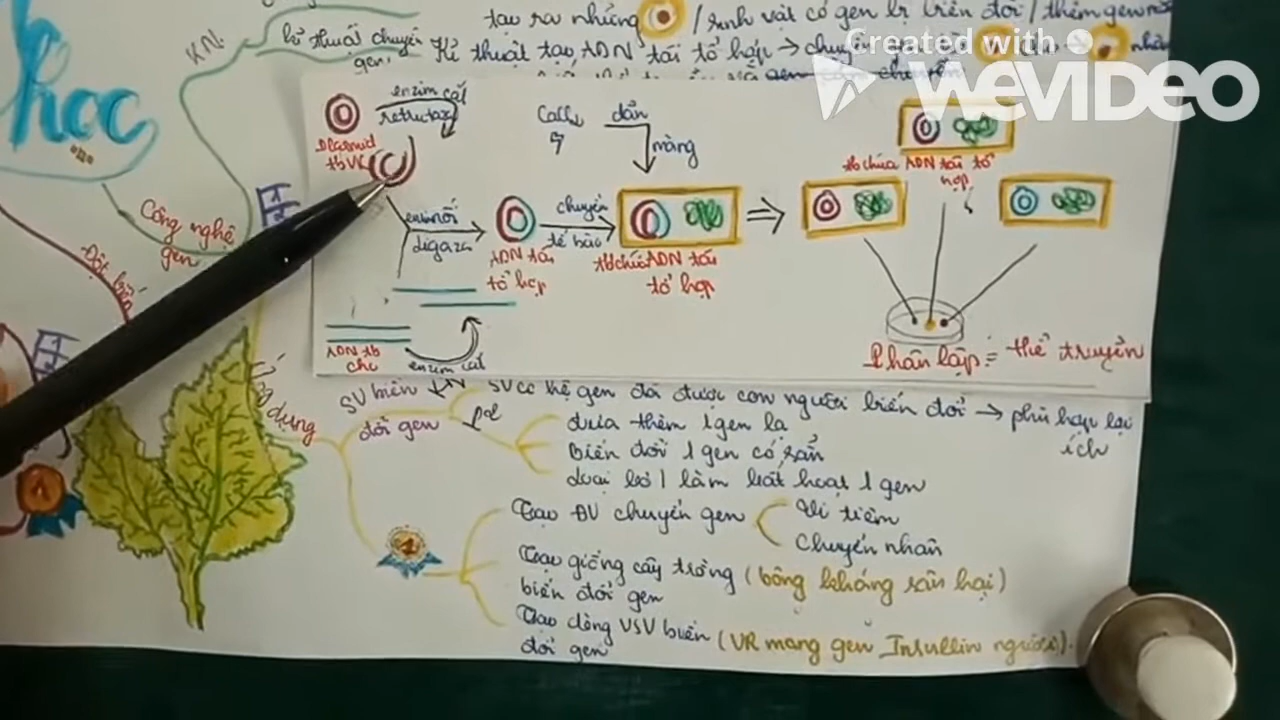 tạo ra những / sinh vật có gen bị biến đổi / thêm gen mới
KN:
kĩ thuật chuyển
gen:
Kĩ thuật tạo ADN tái tổ hợp → chuyển
Created with
WEVIDEO
học
enzim cắt
retrictaza
Plasmid
tb VK
CaCl₂ dãn
màng
tb chứa ADN tái tổ
hợp
Công nghệ
gen
enzim nối
ligaza
ADN tái
tổ hợp
chuyển
tế bào
tb chứa ADN tái
tổ hợp
Đột biến
ADN tb
cho
enzim cắt
Phân lập = thể truyền
Ứng dụng
SV biến
đổi gen
KN
SV có hệ gen đã được con người biến đổi → phù hợp lợi
ích
PL
đưa thêm 1 gen lạ
biến đổi 1 gen có sẵn
loại bỏ / làm bất hoạt 1 gen
Tạo ĐV chuyển gen
Vi tiêm
Chuyển nhân
Tạo giống cây trồng (bông kháng sâu hại)
biến đổi gen
Tạo dòng VSV biến (VK mang gen Insullin người).
đổi gen